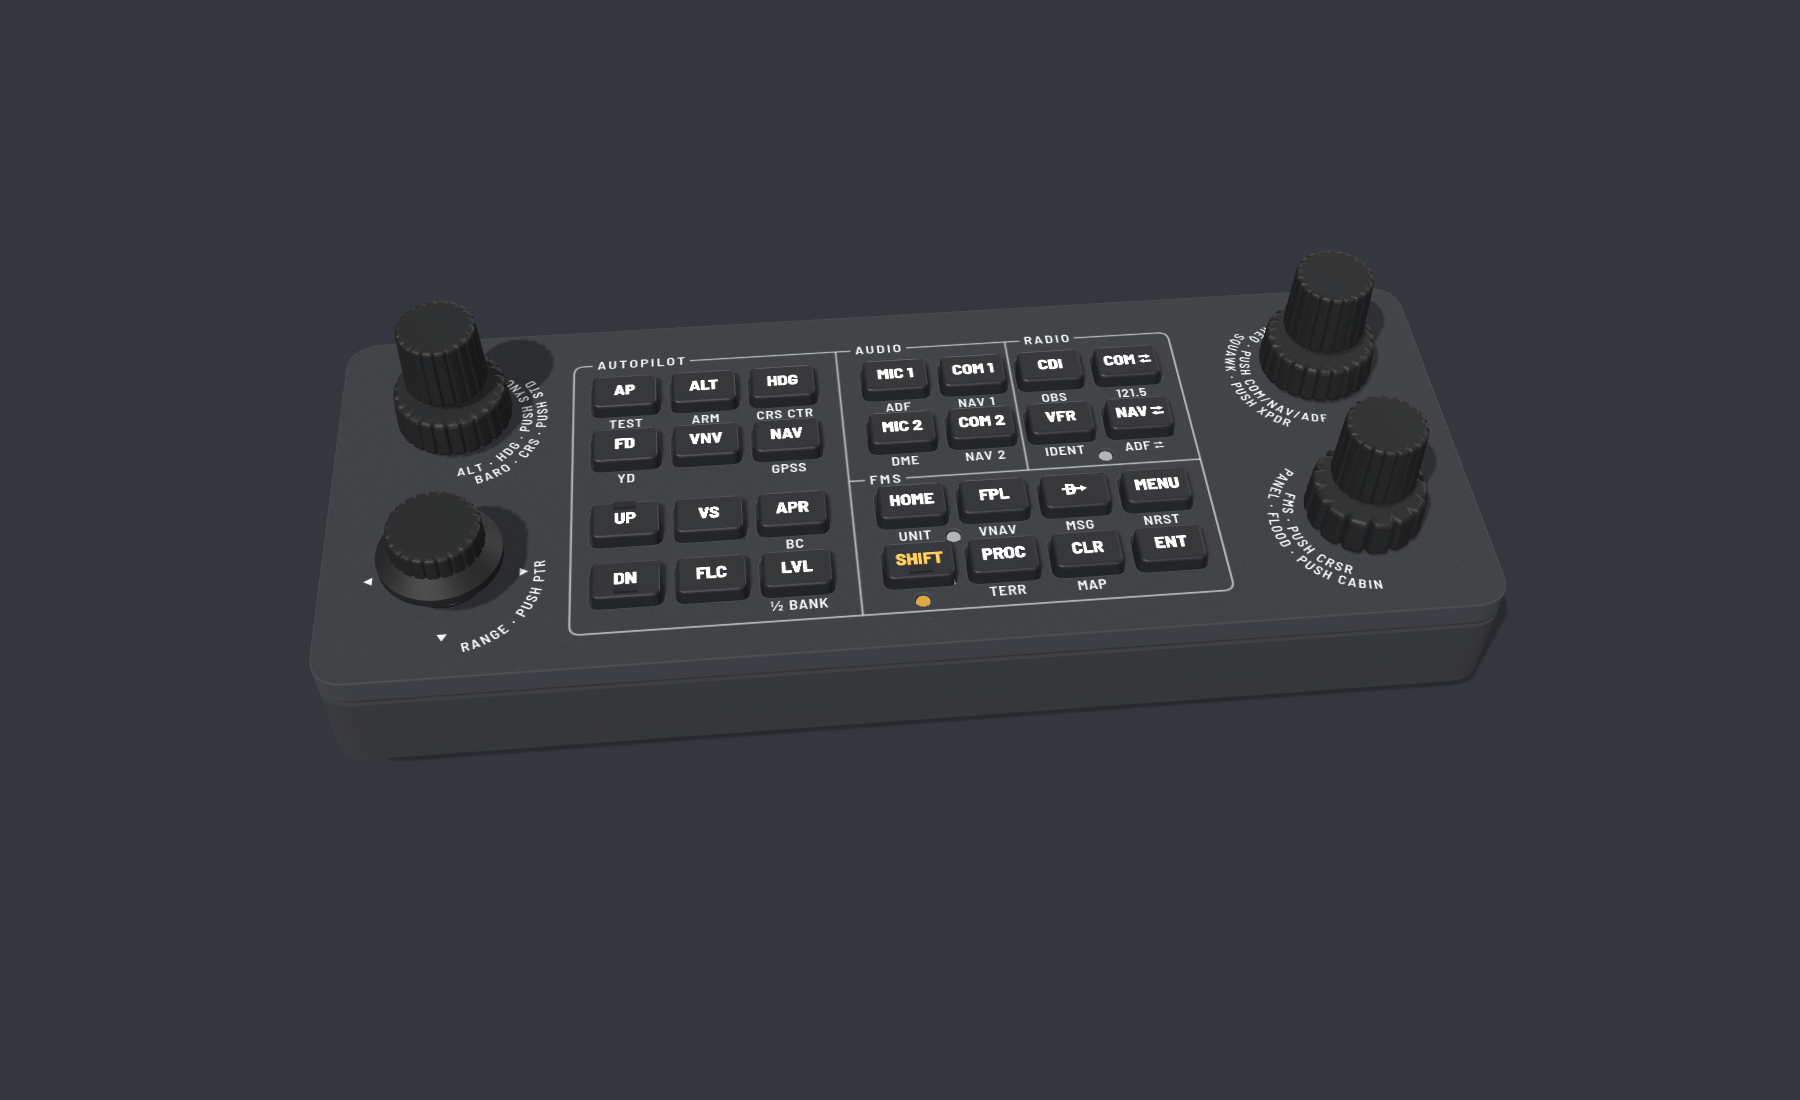 AUTOPILOT
AP ALT HDG
TEST ARM CRS CTR
FD VNV NAV
YD GPSS
UP VS APR
BC
DN FLC LVL
½ BANK
AUDIO
MIC 1 COM 1
ADF NAV 1
MIC 2 COM 2
DME NAV 2
RADIO
CDI COM ⇄
OBS 121.5
VFR NAV ⇄
IDENT ADF ⇄
FMS
HOME FPL D→ MENU
UNIT VNAV MSG NRST
SHIFT PROC CLR ENT
TERR MAP
ALT · HDG · PUSH SYNC
BARO · CRS · PUSH STD
RANGE · PUSH PTR
PUSH COM/NAV/ADF
SQUAWK · PUSH XPDR
FMS · PUSH CRSR
PANEL · FLOOD · PUSH CABIN